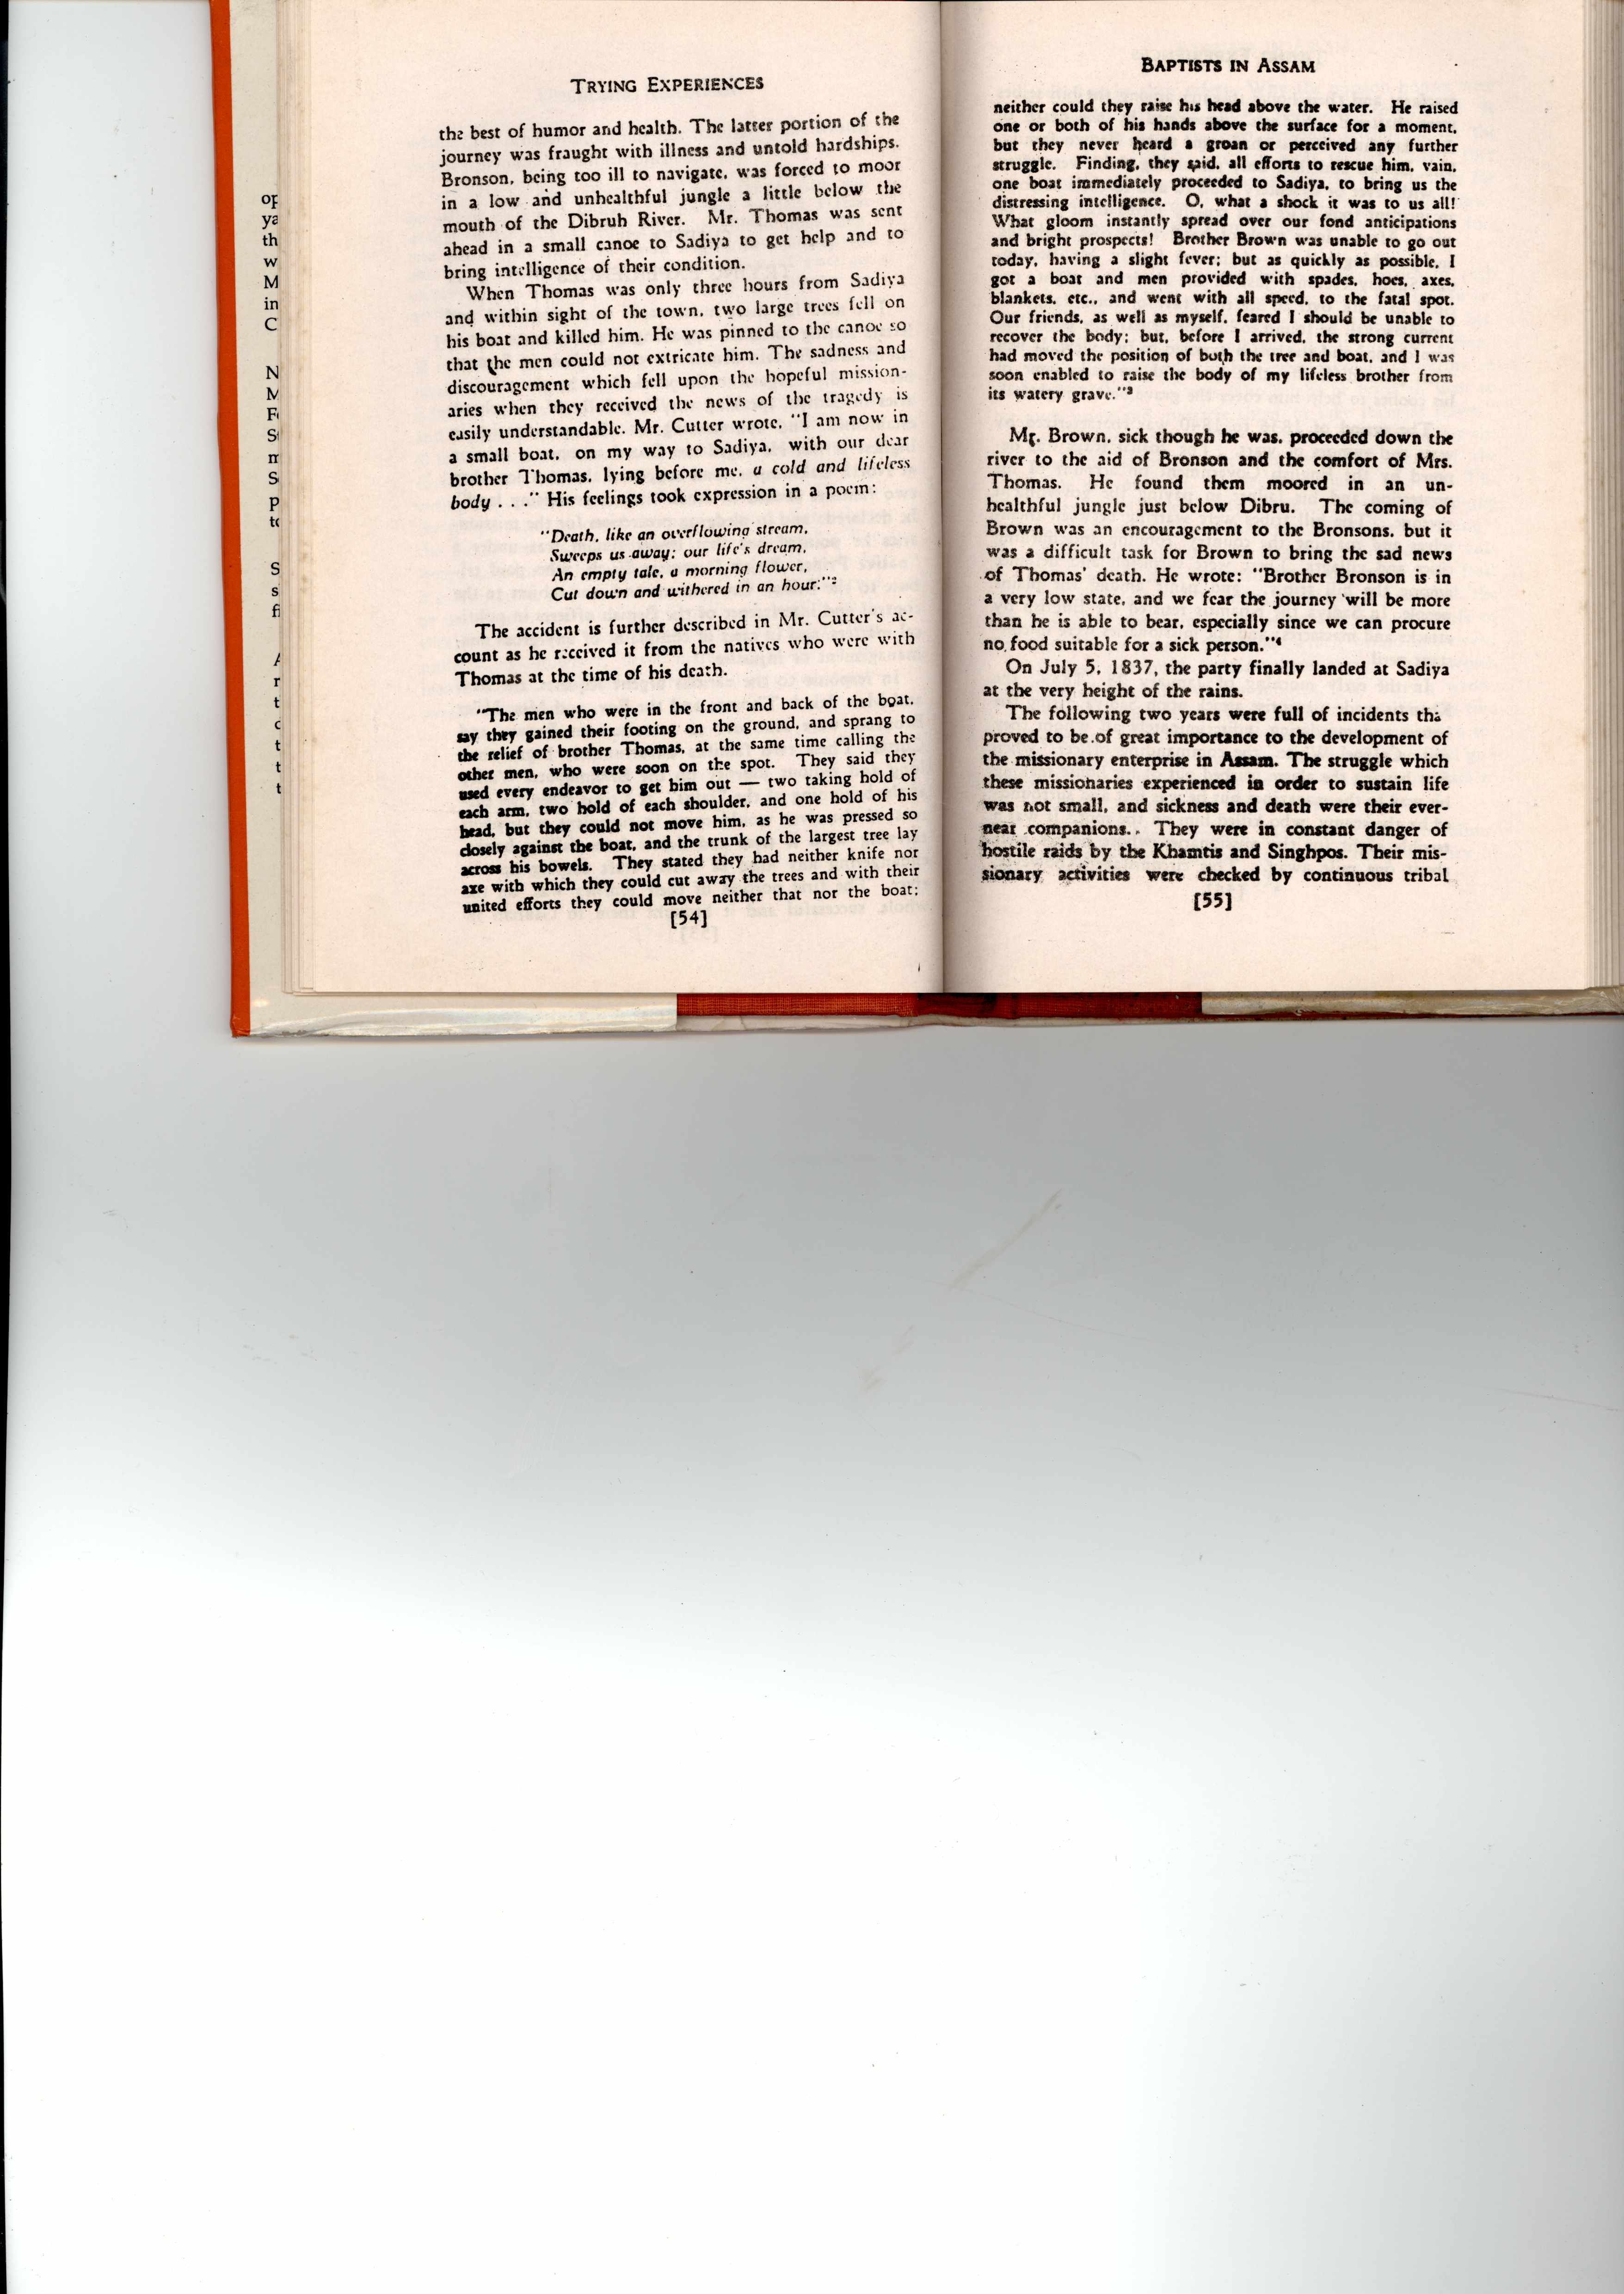 TRYING EXPERIENCES
the best of humor and health. The latter portion of the
journey was fraught with illness and untold hardships.
Bronson, being too ill to navigate, was forced to moor
in a low and unhealthful jungle a little below the
mouth of the Dibruh River. Mr. Thomas was sent
ahead in a small canoe to Sadiya to get help and to
bring intelligence of their condition.
When Thomas was only three hours from Sadiya
and within sight of the town, two large trees fell on
his boat and killed him. He was pinned to the canoe so
that the men could not extricate him. The sadness and
discouragement which fell upon the hopeful mission-
aries when they received the news of the tragedy is
easily understandable. Mr. Cutter wrote, "I am now in
a small boat, on my way to Sadiya, with our dear
brother Thomas, lying before me, a cold and lifeless
body . . ." His feelings took expression in a poem:
"Death, like an overflowing stream,
Sweeps us away; our life's dream,
An empty tale, a morning flower,
Cut down and withered in an hour."²
The accident is further described in Mr. Cutter's ac-
count as he received it from the natives who were with
Thomas at the time of his death.
"The men who were in the front and back of the boat,
say they gained their footing on the ground, and sprang to
the relief of brother Thomas, at the same time calling the
other men, who were soon on the spot. They said they
used every endeavor to get him out — two taking hold of
each arm, two hold of each shoulder, and one hold of his
head, but they could not move him, as he was pressed so
closely against the boat, and the trunk of the largest tree lay
across his bowels. They stated they had neither knife nor
axe with which they could cut away the trees and with their
united efforts they could move neither that nor the boat;
[54]
BAPTISTS IN ASSAM
neither could they raise his head above the water. He raised
one or both of his hands above the surface for a moment,
but they never heard a groan or perceived any further
struggle. Finding, they said, all efforts to rescue him, vain,
one boat immediately proceeded to Sadiya, to bring us the
distressing intelligence. O, what a shock it was to us all!
What gloom instantly spread over our fond anticipations
and bright prospects! Brother Brown was unable to go out
today, having a slight fever; but as quickly as possible, I
got a boat and men provided with spades, hoes, axes,
blankets, etc., and went with all speed, to the fatal spot.
Our friends, as well as myself, feared I should be unable to
recover the body; but, before I arrived, the strong current
had moved the position of both the tree and boat, and I was
soon enabled to raise the body of my lifeless brother from
its watery grave."³
Mr. Brown, sick though he was, proceeded down the
river to the aid of Bronson and the comfort of Mrs.
Thomas. He found them moored in an un-
healthful jungle just below Dibru. The coming of
Brown was an encouragement to the Bronsons, but it
was a difficult task for Brown to bring the sad news
of Thomas' death. He wrote: "Brother Bronson is in
a very low state, and we fear the journey will be more
than he is able to bear, especially since we can procure
no food suitable for a sick person."⁴
On July 5, 1837, the party finally landed at Sadiya
at the very height of the rains.
The following two years were full of incidents tha
proved to be of great importance to the development of
the missionary enterprise in Assam. The struggle which
these missionaries experienced in order to sustain life
was not small, and sickness and death were their ever-
near companions. They were in constant danger of
hostile raids by the Khamtis and Singhpos. Their mis-
sionary activities were checked by continuous tribal
[55]